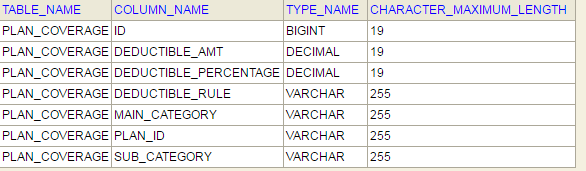 TABLE_NAME COLUMN_NAME TYPE_NAME CHARACTER_MAXIMUM_LENGTH
PLAN_COVERAGE ID BIGINT 19
PLAN_COVERAGE DEDUCTIBLE_AMT DECIMAL 19
PLAN_COVERAGE DEDUCTIBLE_PERCENTAGE DECIMAL 19
PLAN_COVERAGE DEDUCTIBLE_RULE VARCHAR 255
PLAN_COVERAGE MAIN_CATEGORY VARCHAR 255
PLAN_COVERAGE PLAN_ID VARCHAR 255
PLAN_COVERAGE SUB_CATEGORY VARCHAR 255